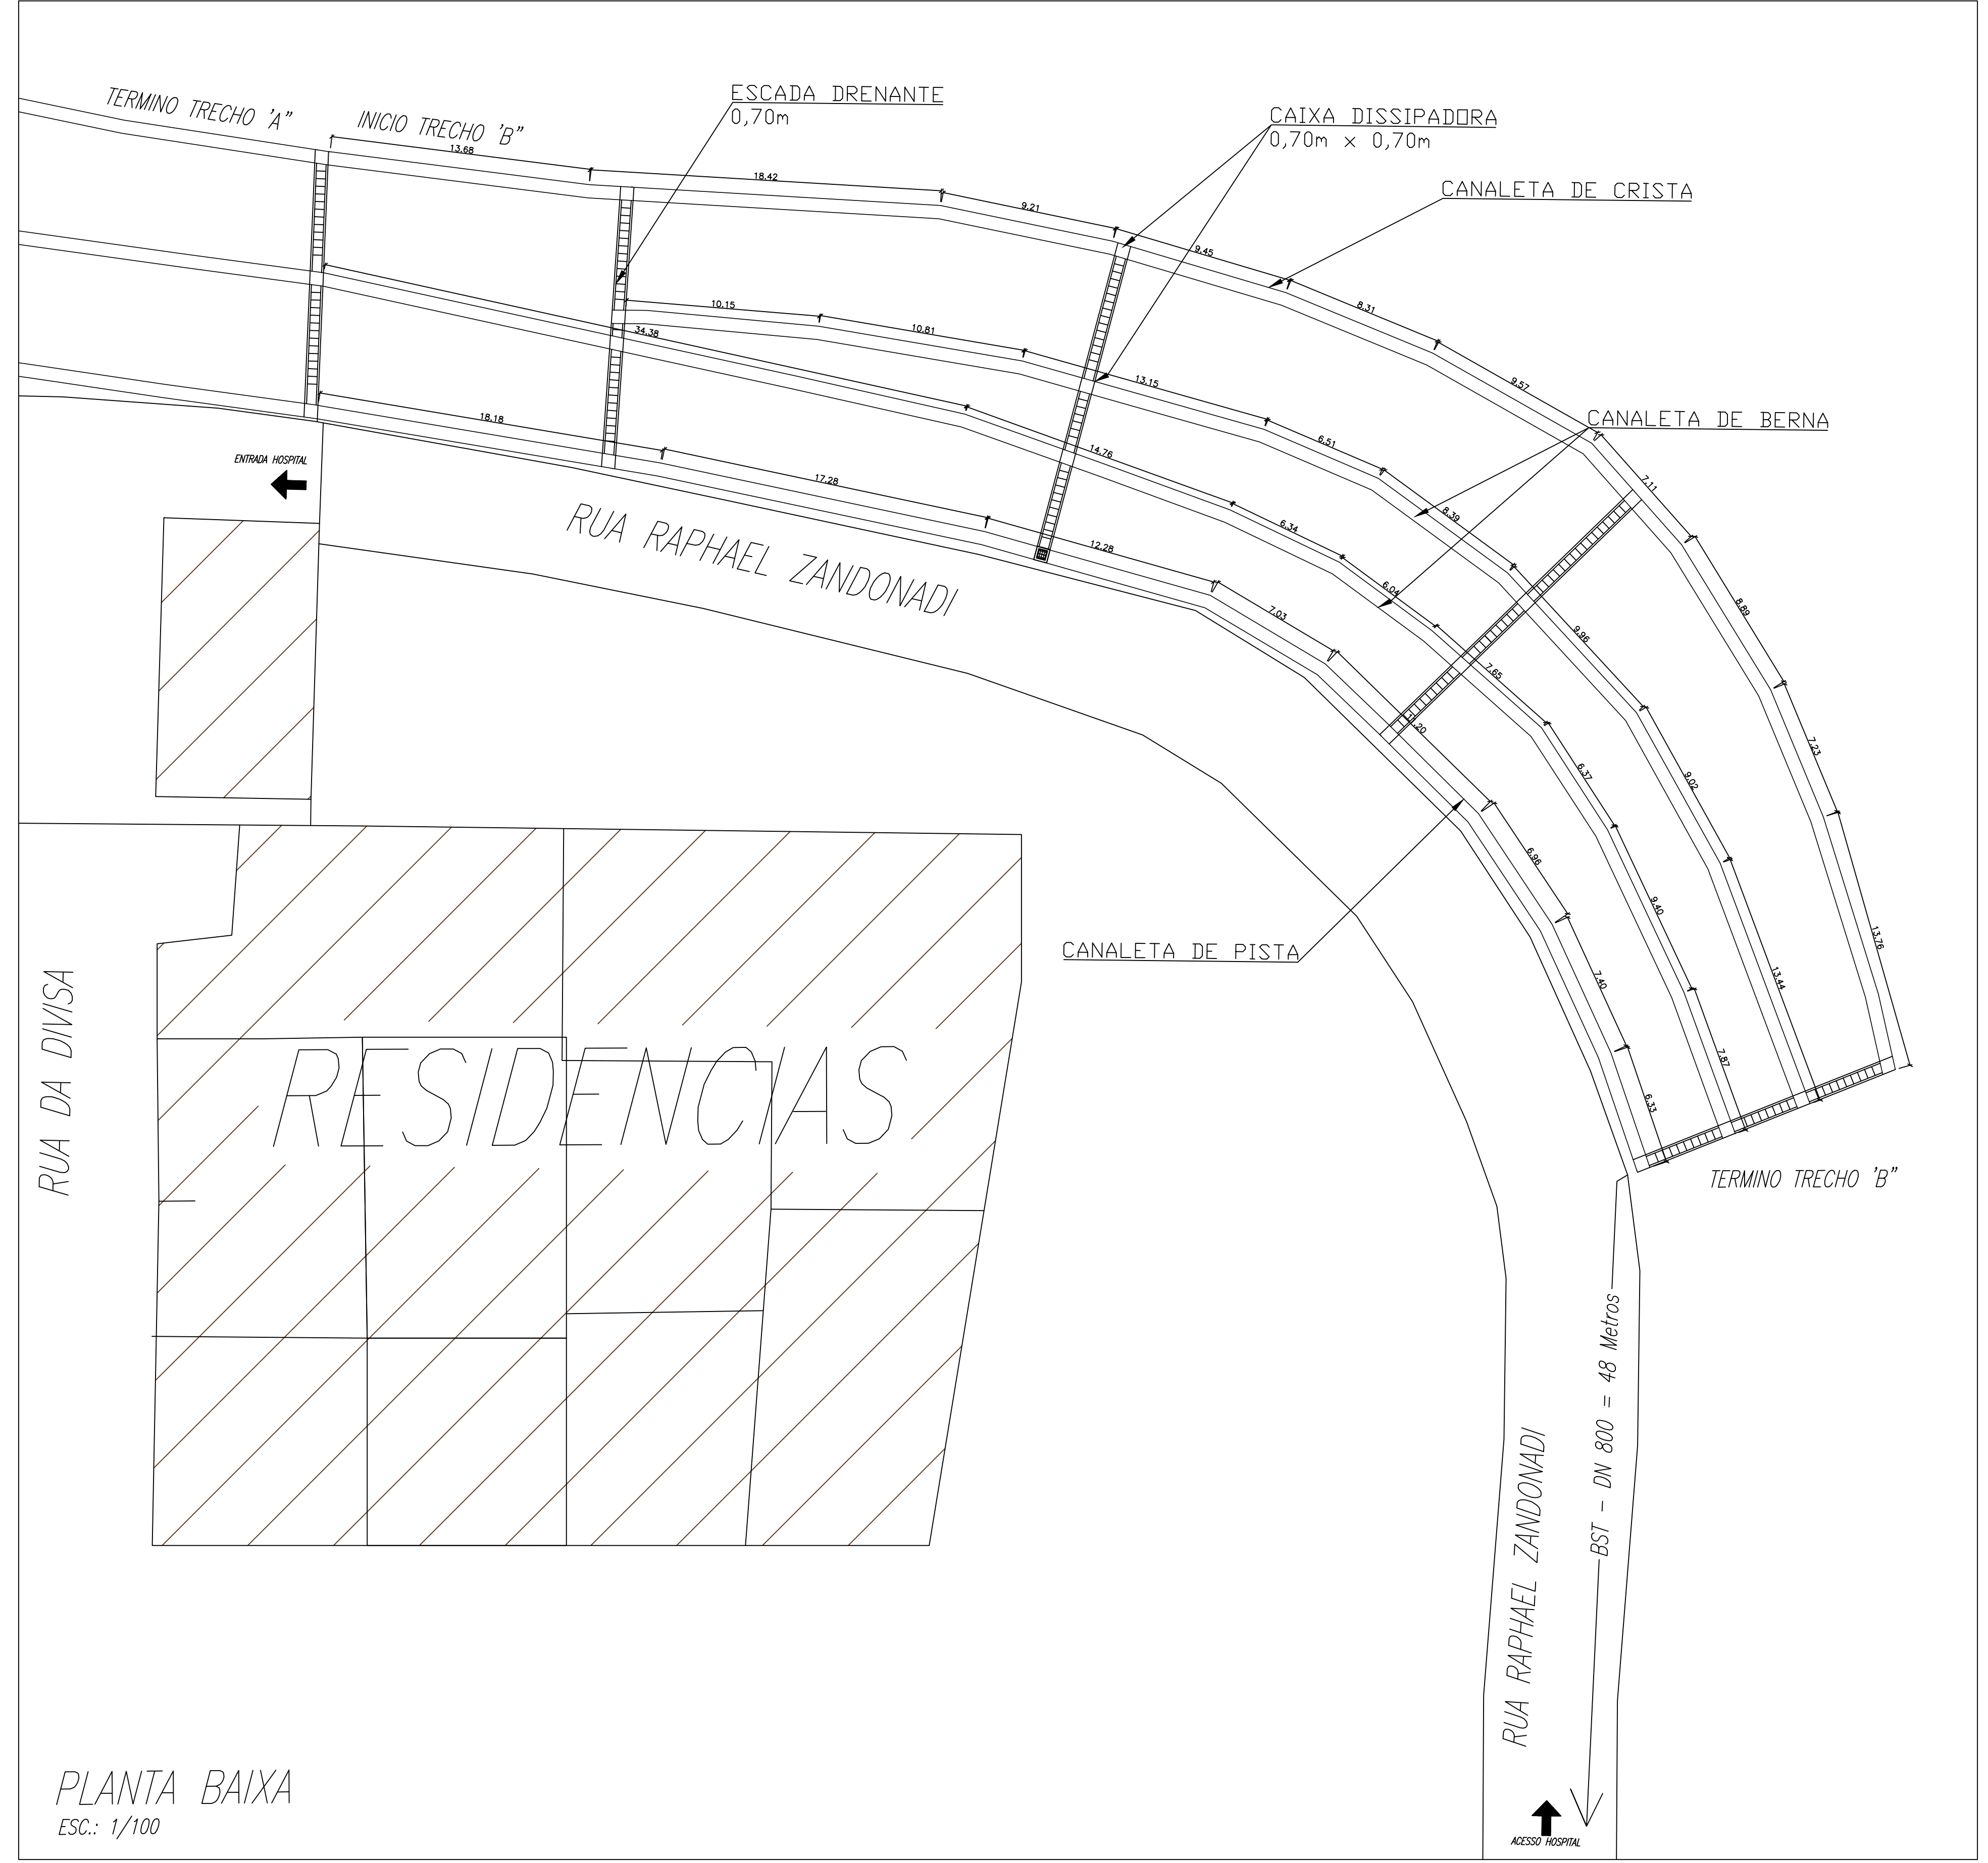 TERMINO TRECHO 'A"
INICIO TRECHO 'B"
ESCADA DRENANTE
0,70m
CAIXA DISSIPADORA
0,70m × 0,70m
CANALETA DE CRISTA
CANALETA DE BERNA
13.68
18.42
9.21
9.45
8.31
9.57
7.11
8.89
7.23
13.76
10.15
10.81
13.15
6.51
8.39
9.96
9.02
13.44
34.38
14.76
6.34
6.04
7.65
6.37
9.40
7.87
18.18
17.28
12.28
7.03
6.96
7.40
6.33
ENTRADA HOSPITAL
RUA RAPHAEL ZANDONADI
CANALETA DE PISTA
RUA DA DIVISA
RESIDENCIAS
TERMINO TRECHO 'B"
BST - DN 800 = 48 Metros
RUA RAPHAEL ZANDONADI
ACESSO HOSPITAL
PLANTA BAIXA
ESC.: 1/100